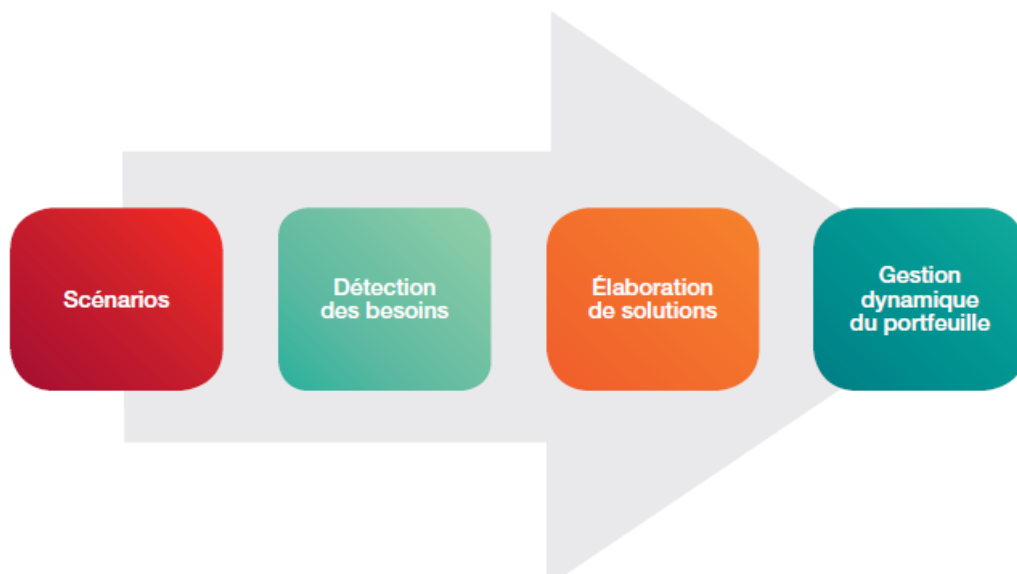 Scénarios
Détection
des besoins
Élaboration
de solutions
Gestion
dynamique
du portfeuille